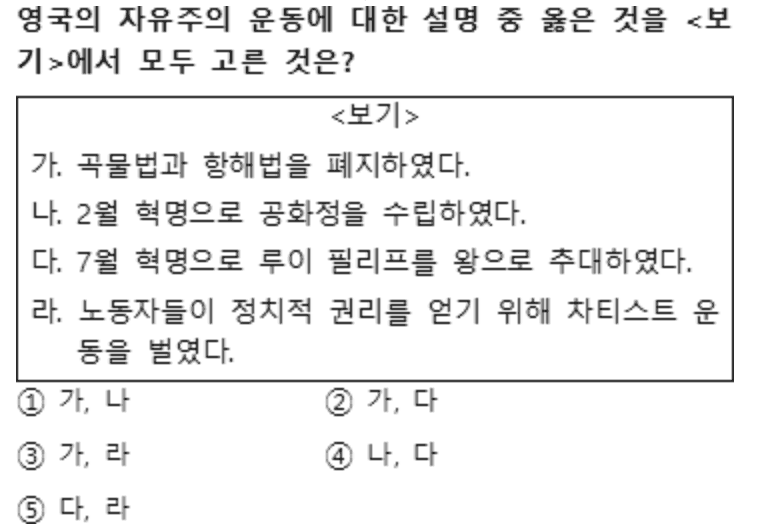 영국의 자유주의 운동에 대한 설명 중 옳은 것을 <보
기>에서 모두 고른 것은?
<보기>
가. 곡물법과 항해법을 폐지하였다.
나. 2월 혁명으로 공화정을 수립하였다.
다. 7월 혁명으로 루이 필리프를 왕으로 추대하였다.
라. 노동자들이 정치적 권리를 얻기 위해 차티스트 운
동을 벌였다.
① 가, 나 ② 가, 다
③ 가, 라 ④ 나, 다
⑤ 다, 라